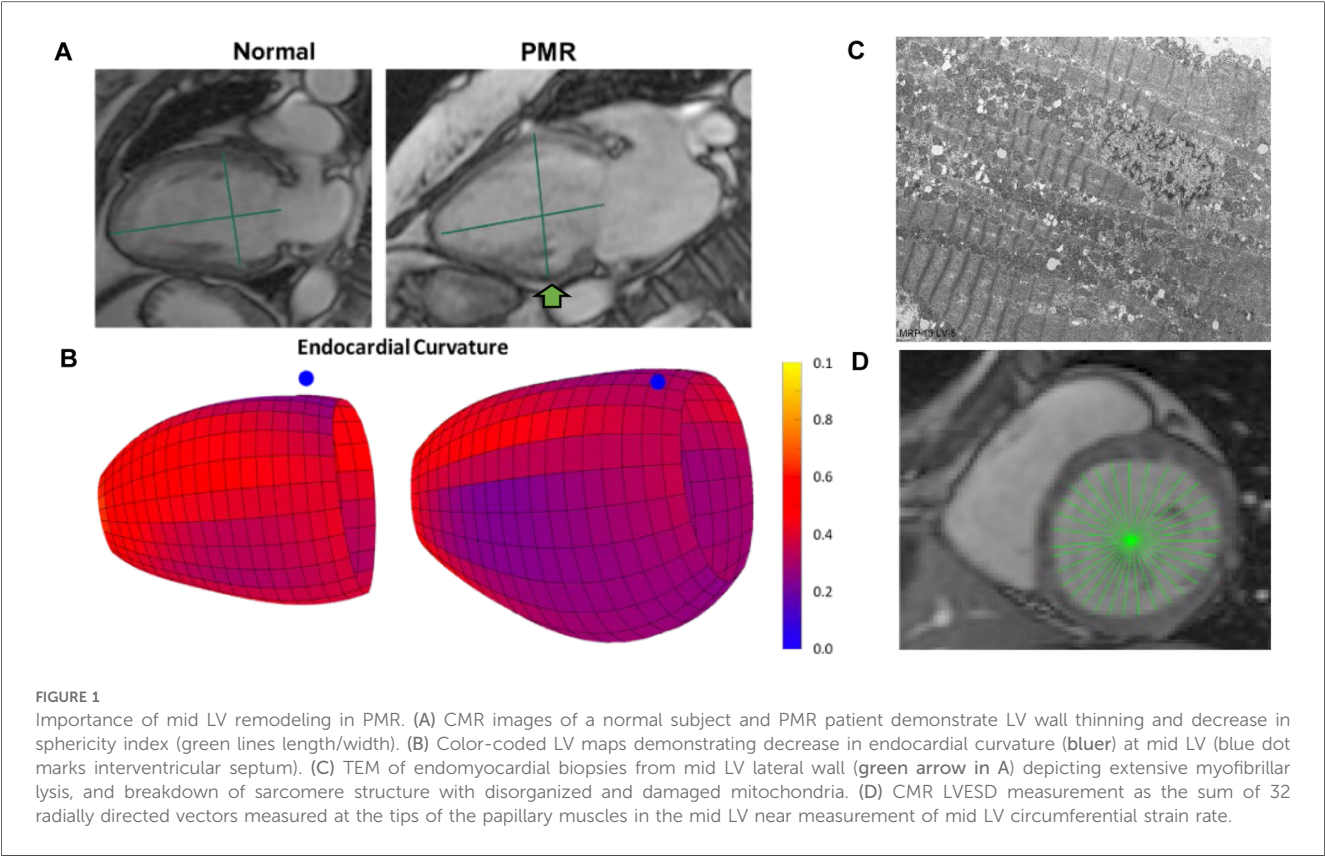 A
Normal
PMR
C
MRP 13 LV-5
B
Endocardial Curvature
0.1
0.8
0.6
0.4
0.2
0.0
D
FIGURE 1
Importance of mid LV remodeling in PMR. (A) CMR images of a normal subject and PMR patient demonstrate LV wall thinning and decrease in
sphericity index (green lines length/width). (B) Color-coded LV maps demonstrating decrease in endocardial curvature (bluer) at mid LV (blue dot
marks interventricular septum). (C) TEM of endomyocardial biopsies from mid LV lateral wall (green arrow in A) depicting extensive myofibrillar
lysis, and breakdown of sarcomere structure with disorganized and damaged mitochondria. (D) CMR LVESD measurement as the sum of 32
radially directed vectors measured at the tips of the papillary muscles in the mid LV near measurement of mid LV circumferential strain rate.